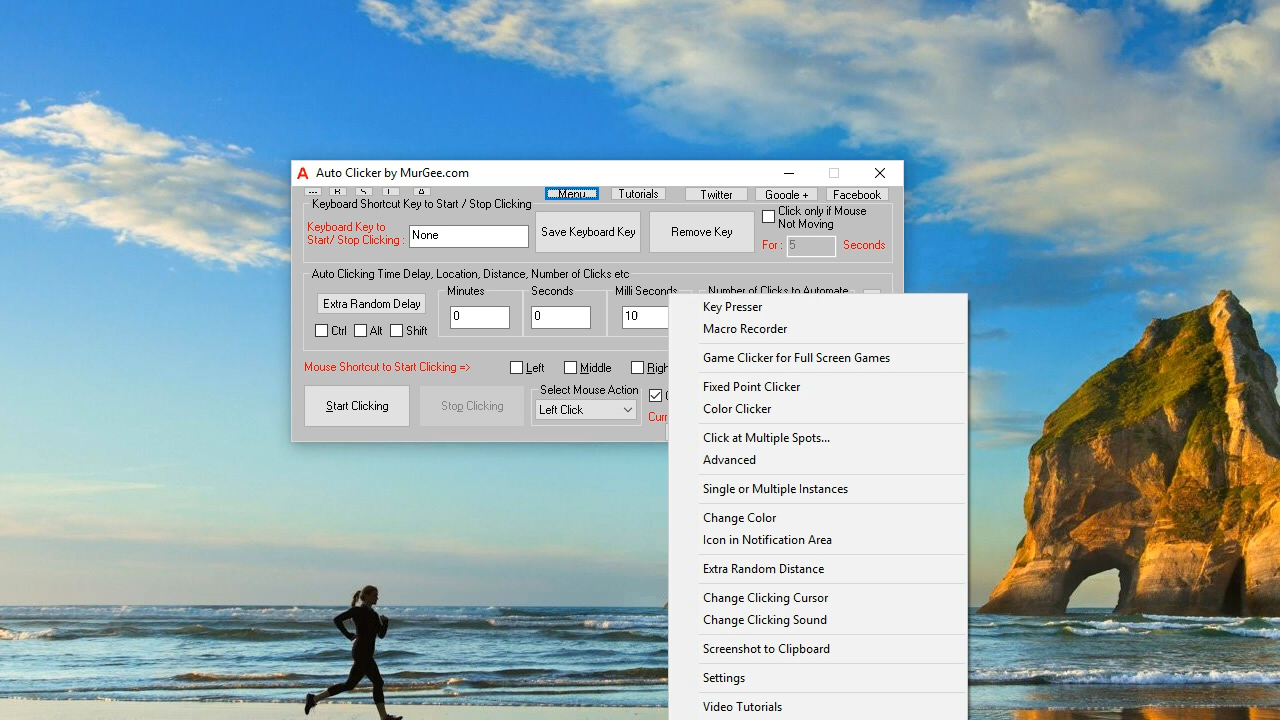 A Auto Clicker by MurGee.com
... R S L A Menu Tutorials Twitter Google + Facebook
Keyboard Shortcut Key to Start / Stop Clicking
Keyboard Key to
Start/ Stop Clicking :
None
Save Keyboard Key
Remove Key
Click only if Mouse
Not Moving
For : 5 Seconds
Auto Clicking Time Delay, Location, Distance, Number of Clicks etc
Extra Random Delay
Minutes
0
Seconds
0
Milli Seconds
10
Number of Clicks to Automate
Ctrl Alt Shift
Mouse Shortcut to Start Clicking =>
Left Middle Righ
Start Clicking
Stop Clicking
Select Mouse Action
Left Click
Curr
Key Presser
Macro Recorder
Game Clicker for Full Screen Games
Fixed Point Clicker
Color Clicker
Click at Multiple Spots...
Advanced
Single or Multiple Instances
Change Color
Icon in Notification Area
Extra Random Distance
Change Clicking Cursor
Change Clicking Sound
Screenshot to Clipboard
Settings
Video Tutorials